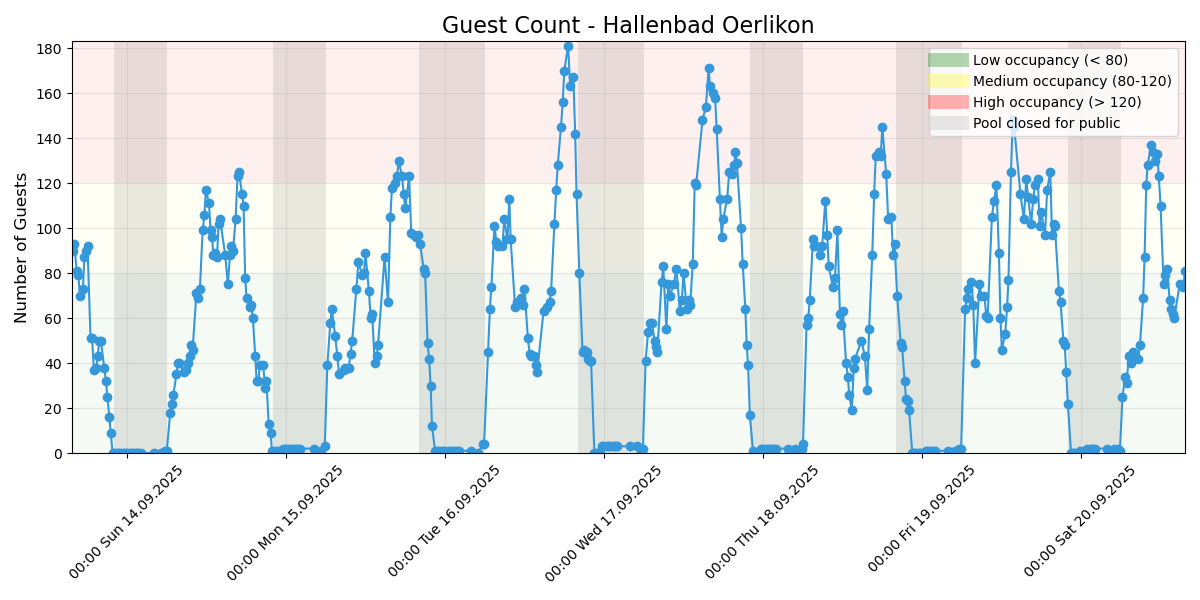 Guest Count - Hallenbad Oerlikon
Number of Guests
180
160
140
120
100
80
60
40
20
0
Low occupancy (< 80)
Medium occupancy (80-120)
High occupancy (> 120)
Pool closed for public
00:00 Sun 14.09.2025
00:00 Mon 15.09.2025
00:00 Tue 16.09.2025
00:00 Wed 17.09.2025
00:00 Thu 18.09.2025
00:00 Fri 19.09.2025
00:00 Sat 20.09.2025